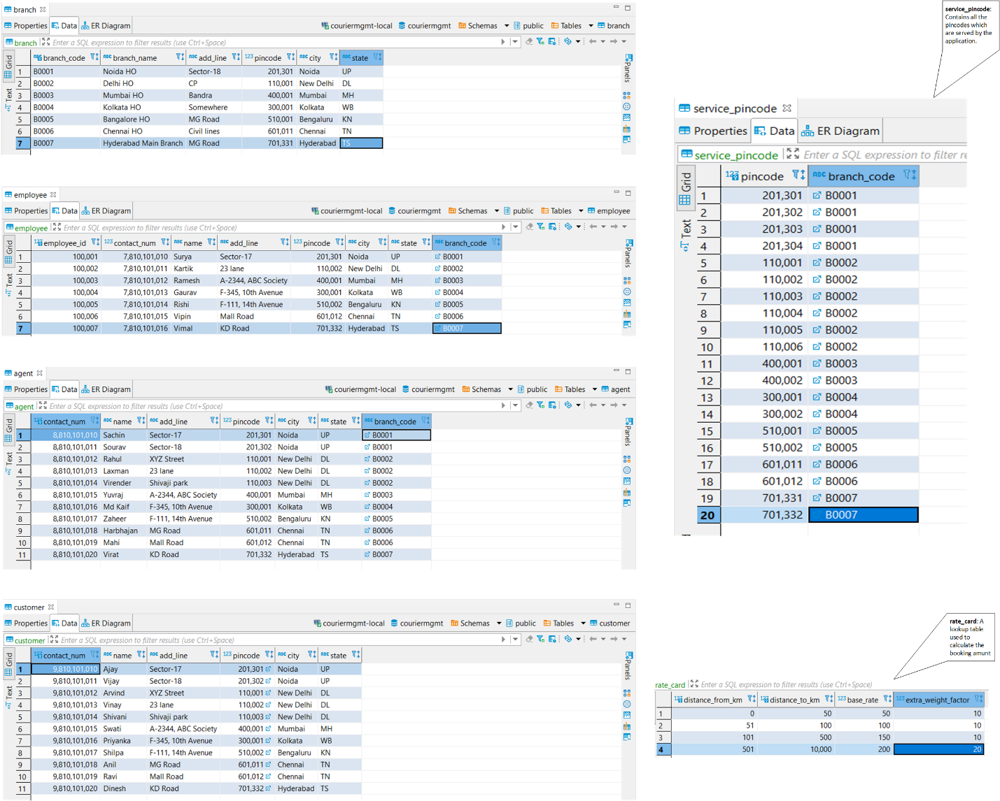 branch
Properties Data ER Diagram couriermgmt-local couriermgmt Schemas public Tables branch
branch Enter a SQL expression to filter results (use Ctrl+Space)
Grid
Text
Panels
branch_code branch_name add_line pincode city state
1 B0001 Noida HO Sector-18 201,301 Noida UP
2 B0002 Delhi HO CP 110,001 New Delhi DL
3 B0003 Mumbai HO Bandra 400,001 Mumbai MH
4 B0004 Kolkata HO Somewhere 300,001 Kolkata WB
5 B0005 Bangalore HO MG Road 510,001 Bengaluru KN
6 B0006 Chennai HO Civil lines 601,011 Chennai TN
7 B0007 Hyderabad Main Branch MG Road 701,331 Hyderabad TS
employee
Properties Data ER Diagram couriermgmt-local couriermgmt Schemas public Tables employee
employee Enter a SQL expression to filter results (use Ctrl+Space)
Grid
Text
Panels
employee_id contact_num name add_line pincode city state branch_code
1 100,001 7,810,101,010 Surya Sector-17 201,301 Noida UP B0001
2 100,002 7,810,101,011 Kartik 23 lane 110,002 New Delhi DL B0002
3 100,003 7,810,101,012 Ramesh A-2344, ABC Society 400,001 Mumbai MH B0003
4 100,004 7,810,101,013 Gaurav F-345, 10th Avenue 300,001 Kolkata WB B0004
5 100,005 7,810,101,014 Rishi F-111, 14th Avenue 510,002 Bengaluru KN B0005
6 100,006 7,810,101,015 Vipin Mall Road 601,012 Chennai TN B0006
7 100,007 7,810,101,016 Vimal KD Road 701,332 Hyderabad TS B0007
agent
Properties Data ER Diagram couriermgmt-local couriermgmt Schemas public Tables agent
agent Enter a SQL expression to filter results (use Ctrl+Space)
Grid
Text
Panels
contact_num name add_line pincode city state branch_code
1 8,810,101,010 Sachin Sector-17 201,301 Noida UP B0001
2 8,810,101,011 Sourav Sector-18 201,302 Noida UP B0001
3 8,810,101,012 Rahul XYZ Street 110,001 New Delhi DL B0002
4 8,810,101,013 Laxman 23 lane 110,002 New Delhi DL B0002
5 8,810,101,014 Virender Shivaji park 110,003 New Delhi DL B0002
6 8,810,101,015 Yuvraj A-2344, ABC Society 400,001 Mumbai MH B0003
7 8,810,101,016 Md Kaif F-345, 10th Avenue 300,001 Kolkata WB B0004
8 8,810,101,017 Zaheer F-111, 14th Avenue 510,002 Bengaluru KN B0005
9 8,810,101,018 Harbhajan MG Road 601,011 Chennai TN B0006
10 8,810,101,019 Mahi Mall Road 601,012 Chennai TN B0006
11 8,810,101,020 Virat KD Road 701,332 Hyderabad TS B0007
customer
Properties Data ER Diagram couriermgmt-local couriermgmt Schemas public Tables customer
customer Enter a SQL expression to filter results (use Ctrl+Space)
Grid
Text
Panels
contact_num name add_line pincode city state
1 9,810,101,010 Ajay Sector-17 201,301 Noida UP
2 9,810,101,011 Vijay Sector-18 201,302 Noida UP
3 9,810,101,012 Arvind XYZ Street 110,001 New Delhi DL
4 9,810,101,013 Vinay 23 lane 110,002 New Delhi DL
5 9,810,101,014 Shivani Shivaji park 110,003 New Delhi DL
6 9,810,101,015 Swati A-2344, ABC Society 400,001 Mumbai MH
7 9,810,101,016 Priyanka F-345, 10th Avenue 300,001 Kolkata WB
8 9,810,101,017 Shilpa F-111, 14th Avenue 510,002 Bengaluru KN
9 9,810,101,018 Anil MG Road 601,011 Chennai TN
10 9,810,101,019 Ravi Mall Road 601,012 Chennai TN
11 9,810,101,020 Dinesh KD Road 701,332 Hyderabad TS
service_pincode:
Contains all the
pincodes which
are served by the
application.
service_pincode
Properties Data ER Diagram
service_pincode Enter a SQL expression to filter re
Grid
Text
pincode branch_code
1 201,301 B0001
2 201,302 B0001
3 201,303 B0001
4 201,304 B0001
5 110,001 B0002
6 110,002 B0002
7 110,003 B0002
8 110,004 B0002
9 110,005 B0002
10 110,006 B0002
11 400,001 B0003
12 400,002 B0003
13 300,001 B0004
14 300,002 B0004
15 510,001 B0005
16 510,002 B0005
17 601,011 B0006
18 601,012 B0006
19 701,331 B0007
20 701,332 B0007
rate_card: A
lookup table
used to
calculate the
booking amunt
rate_card Enter a SQL expression to filter results (use Ctrl+Space)
distance_from_km distance_to_km base_rate extra_weight_factor
1 0 50 50 10
2 51 100 100 10
3 101 500 150 10
4 501 10,000 200 20